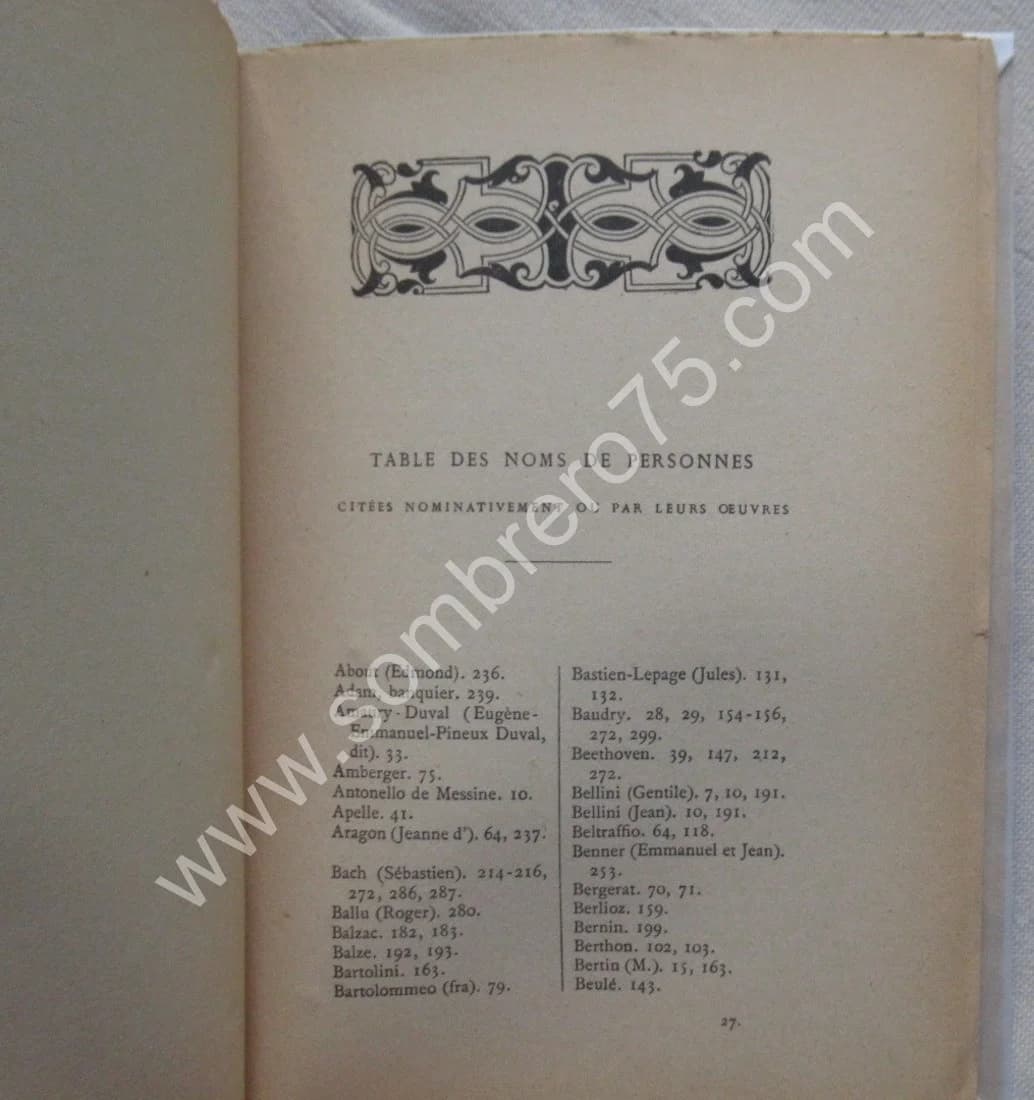 TABLE DES NOMS DE PERSONNES
CITÉES NOMINATIVEMENT OU PAR LEURS ŒUVRES
About (Edmond). 236.
Adam, banquier. 239.
Amaury-Duval (Eugène-
Emmanuel-Pineux Duval,
dit). 33.
Amberger. 75.
Antonello de Messine. 10.
Apelle. 41.
Aragon (Jeanne d'). 64, 237.
Bach (Sébastien). 214-216,
272, 286, 287.
Ballu (Roger). 280.
Balzac. 182, 183.
Balze. 192, 193.
Bartolini. 163.
Bartolommeo (fra). 79.
Bastien-Lepage (Jules). 131,
132.
Baudry. 28, 29, 154-156,
272, 299.
Beethoven. 39, 147, 212,
272.
Bellini (Gentile). 7, 10, 191.
Bellini (Jean). 10, 191.
Beltraffio. 64, 118.
Benner (Emmanuel et Jean).
253.
Bergerat. 70, 71.
Berlioz. 159.
Bernin. 199.
Berthon. 102, 103.
Bertin (M.). 15, 163.
Beulé. 143.
27.
www.sombrero75.com